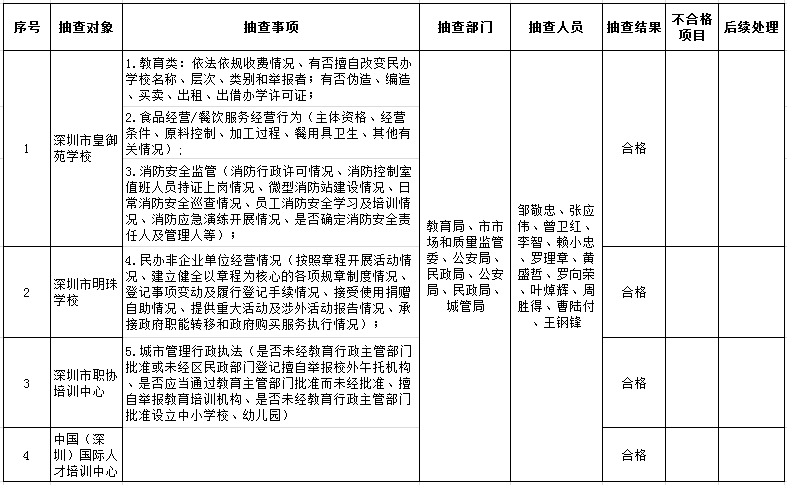 序号 抽查对象 抽查事项 抽查部门 抽查人员 抽查结果 不合格
项目 后续处理
1
深圳市皇御
苑学校
1.教育类：依法依规收费情况、有否擅自改变民办
学校名称、层次、类别和举报者；有否伪造、编造
、买卖、出租、出借办学许可证；
2.食品经营/餐饮服务经营行为（主体资格、经营
条件、原料控制、加工过程、餐用具卫生、其他有
关情况）；
3.消防安全监管（消防行政许可情况、消防控制室
值班人员持证上岗情况、微型消防站建设情况、日
常消防安全巡查情况、员工消防安全学习及培训情
况、消防应急演练开展情况、是否确定消防安全责
任人及管理人等）；
教育局、市市
场和质量监管
委、公安局、
民政局、公安
局、民政局、
城管局
邹敬忠、张应
伟、曾卫红、
李智、赖小忠
、罗理章、黄
盛哲、罗向荣
、叶焯辉、周
胜得、曹陆付
、王钢锋
合格
2
深圳市明珠
学校
4.民办非企业单位经营情况（按照章程开展活动情
况、建立健全以章程为核心的各项规章制度情况、
登记事项变动及履行登记手续情况、接受使用捐赠
自助情况、提供重大活动及涉外活动报告情况、承
接政府职能转移和政府购买服务执行情况）；
合格
3
深圳市职协
培训中心
5.城市管理行政执法（是否未经教育行政主管部门
批准或未经区民政部门登记擅自举报校外午托机构
、是否应当通过教育主管部门批准而未经批准、擅
自举报教育培训机构、是否未经教育行政主管部门
批准设立中小学校、幼儿园）
合格
4
中国（深
圳）国际人
才培训中心
合格